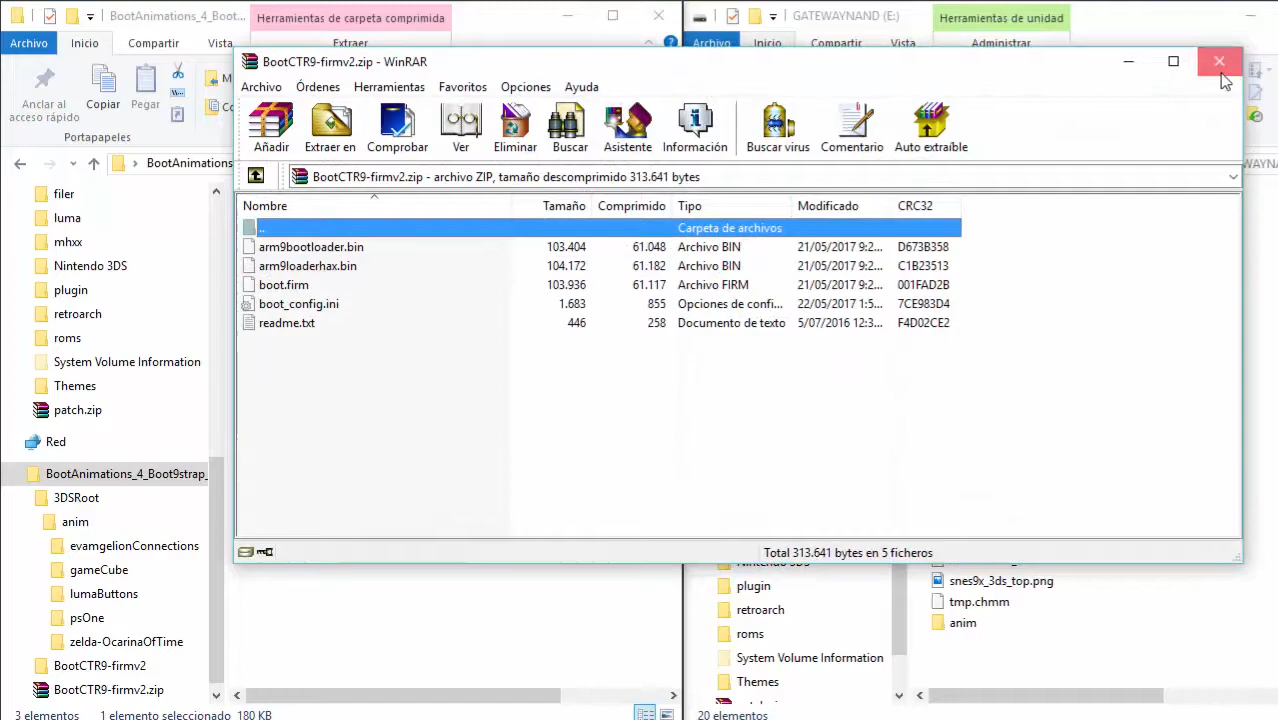 BootAnimations_4_Boot...
Herramientas de carpeta comprimida
GATEWAYNAND (E:)
Herramientas de unidad
Archivo
Inicio
Compartir
Vista
Extraer
Archivo
Inicio
Compartir
Vista
Administrar
Anclar al
acceso rápido
Copiar
Pegar
Portapapeles
BootAnimations
filer
luma
mhxx
Nintendo 3DS
plugin
retroarch
roms
System Volume Information
Themes
patch.zip
Red
BootAnimations_4_Boot9strap_
3DSRoot
anim
evamgelionConnections
gameCube
lumaButtons
psOne
zelda-OcarinaOfTime
BootCTR9-firmv2
BootCTR9-firmv2.zip
3 elementos
1 elemento seleccionado
180 KB
BootCTR9-firmv2.zip - WinRAR
Archivo Órdenes Herramientas Favoritos Opciones Ayuda
Añadir Extraer en Comprobar Ver Eliminar Buscar Asistente Información Buscar virus Comentario Auto extraíble
BootCTR9-firmv2.zip - archivo ZIP, tamaño descomprimido 313.641 bytes
Nombre Tamaño Comprimido Tipo Modificado CRC32
.. Carpeta de archivos
arm9bootloader.bin 103.404 61.048 Archivo BIN 21/05/2017 9:2... D673B358
arm9loaderhax.bin 104.172 61.182 Archivo BIN 21/05/2017 9:2... C1B23513
boot.firm 103.936 61.117 Archivo FIRM 21/05/2017 9:2... 001FAD2B
boot_config.ini 1.683 855 Opciones de confi... 22/05/2017 1:5... 7CE983D4
readme.txt 446 258 Documento de texto 5/07/2016 12:3... F4D02CE2
Total 313.641 bytes en 5 ficheros
plugin
retroarch
roms
System Volume Information
Themes
snes9x_3ds_top.png
tmp.chmm
anim
20 elementos